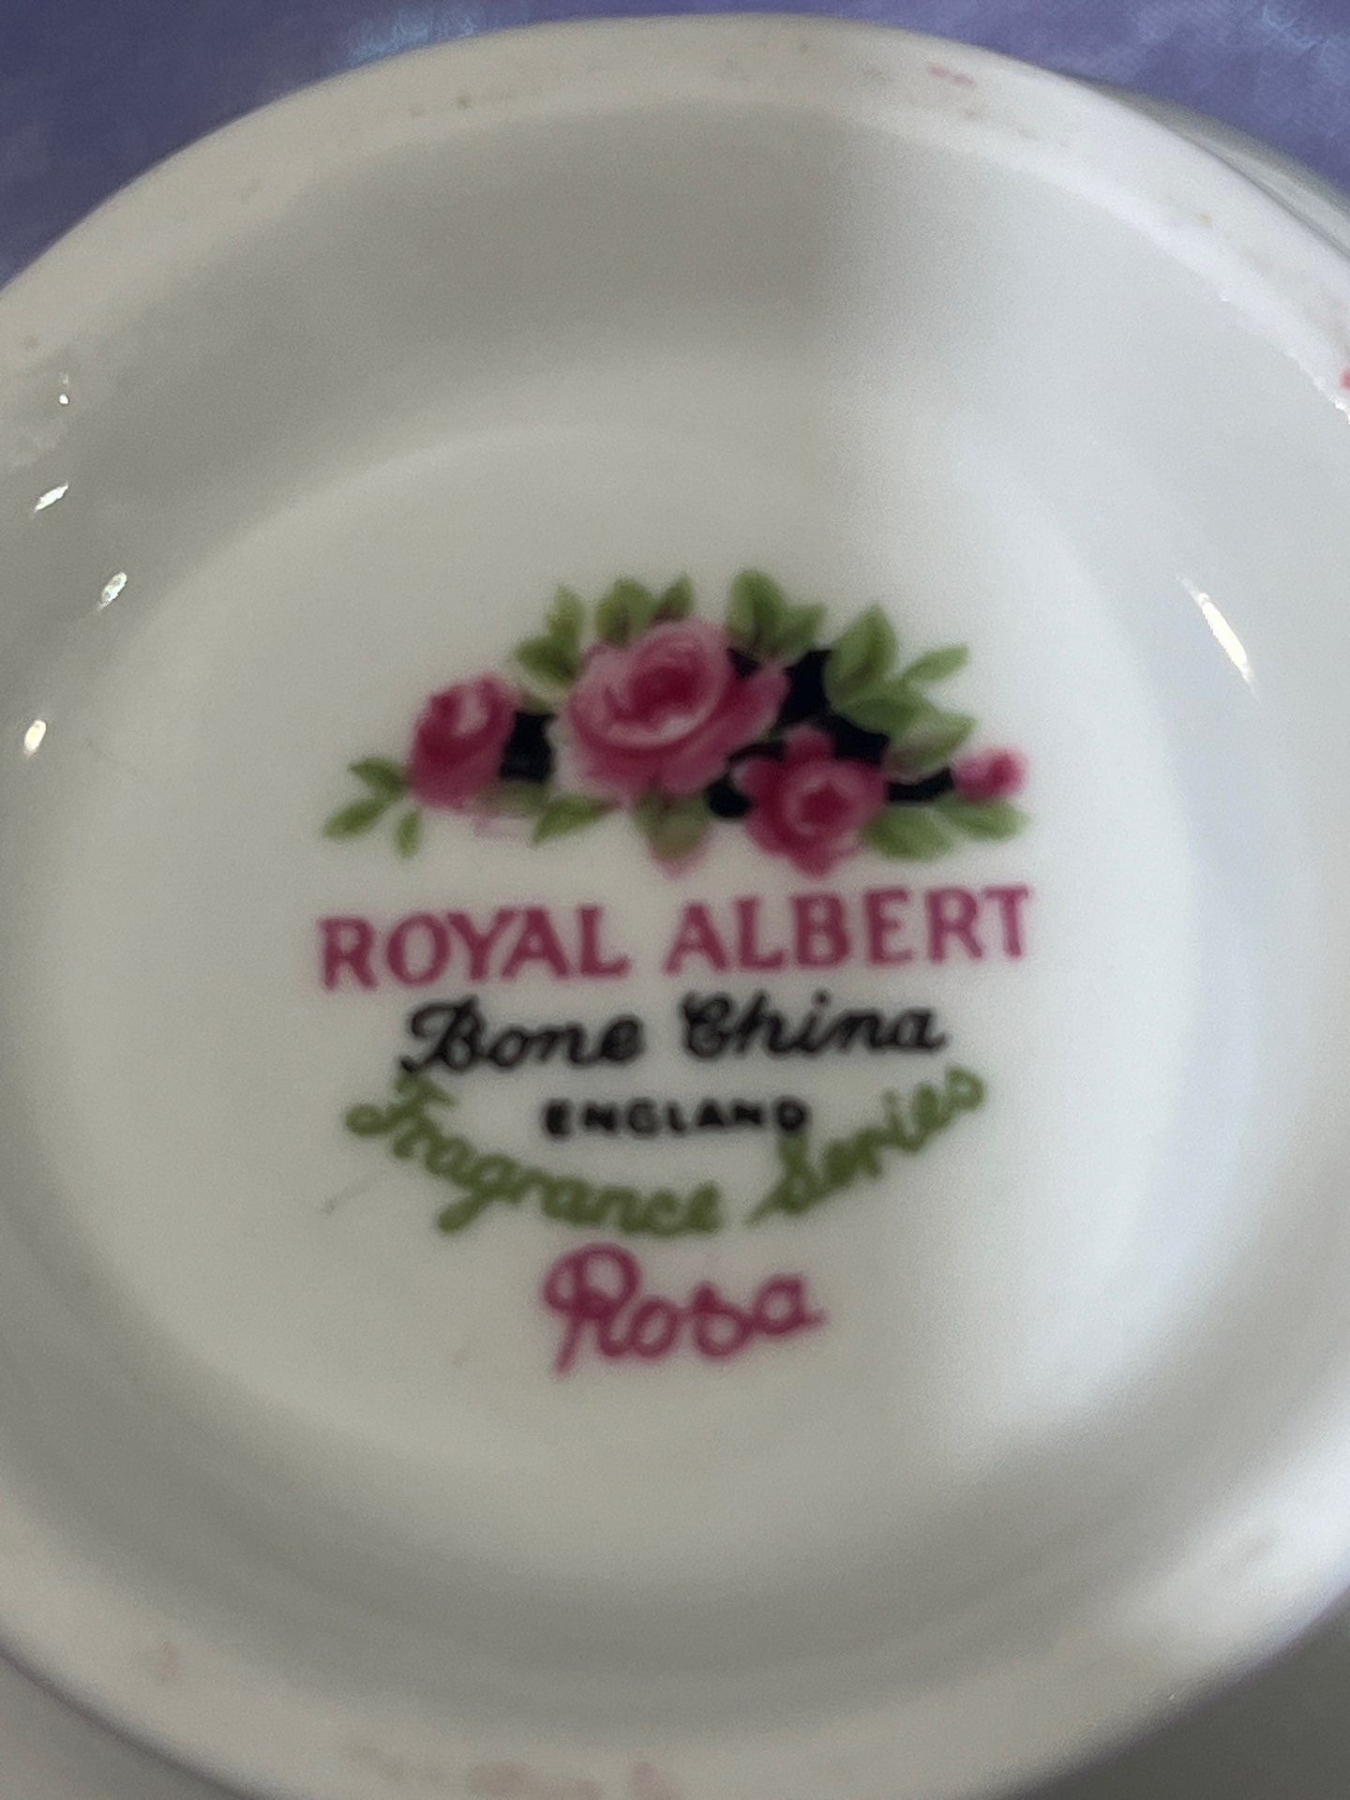 ROYAL ALBERT
Bone China
ENGLAND
Fragrance Series
Rosa